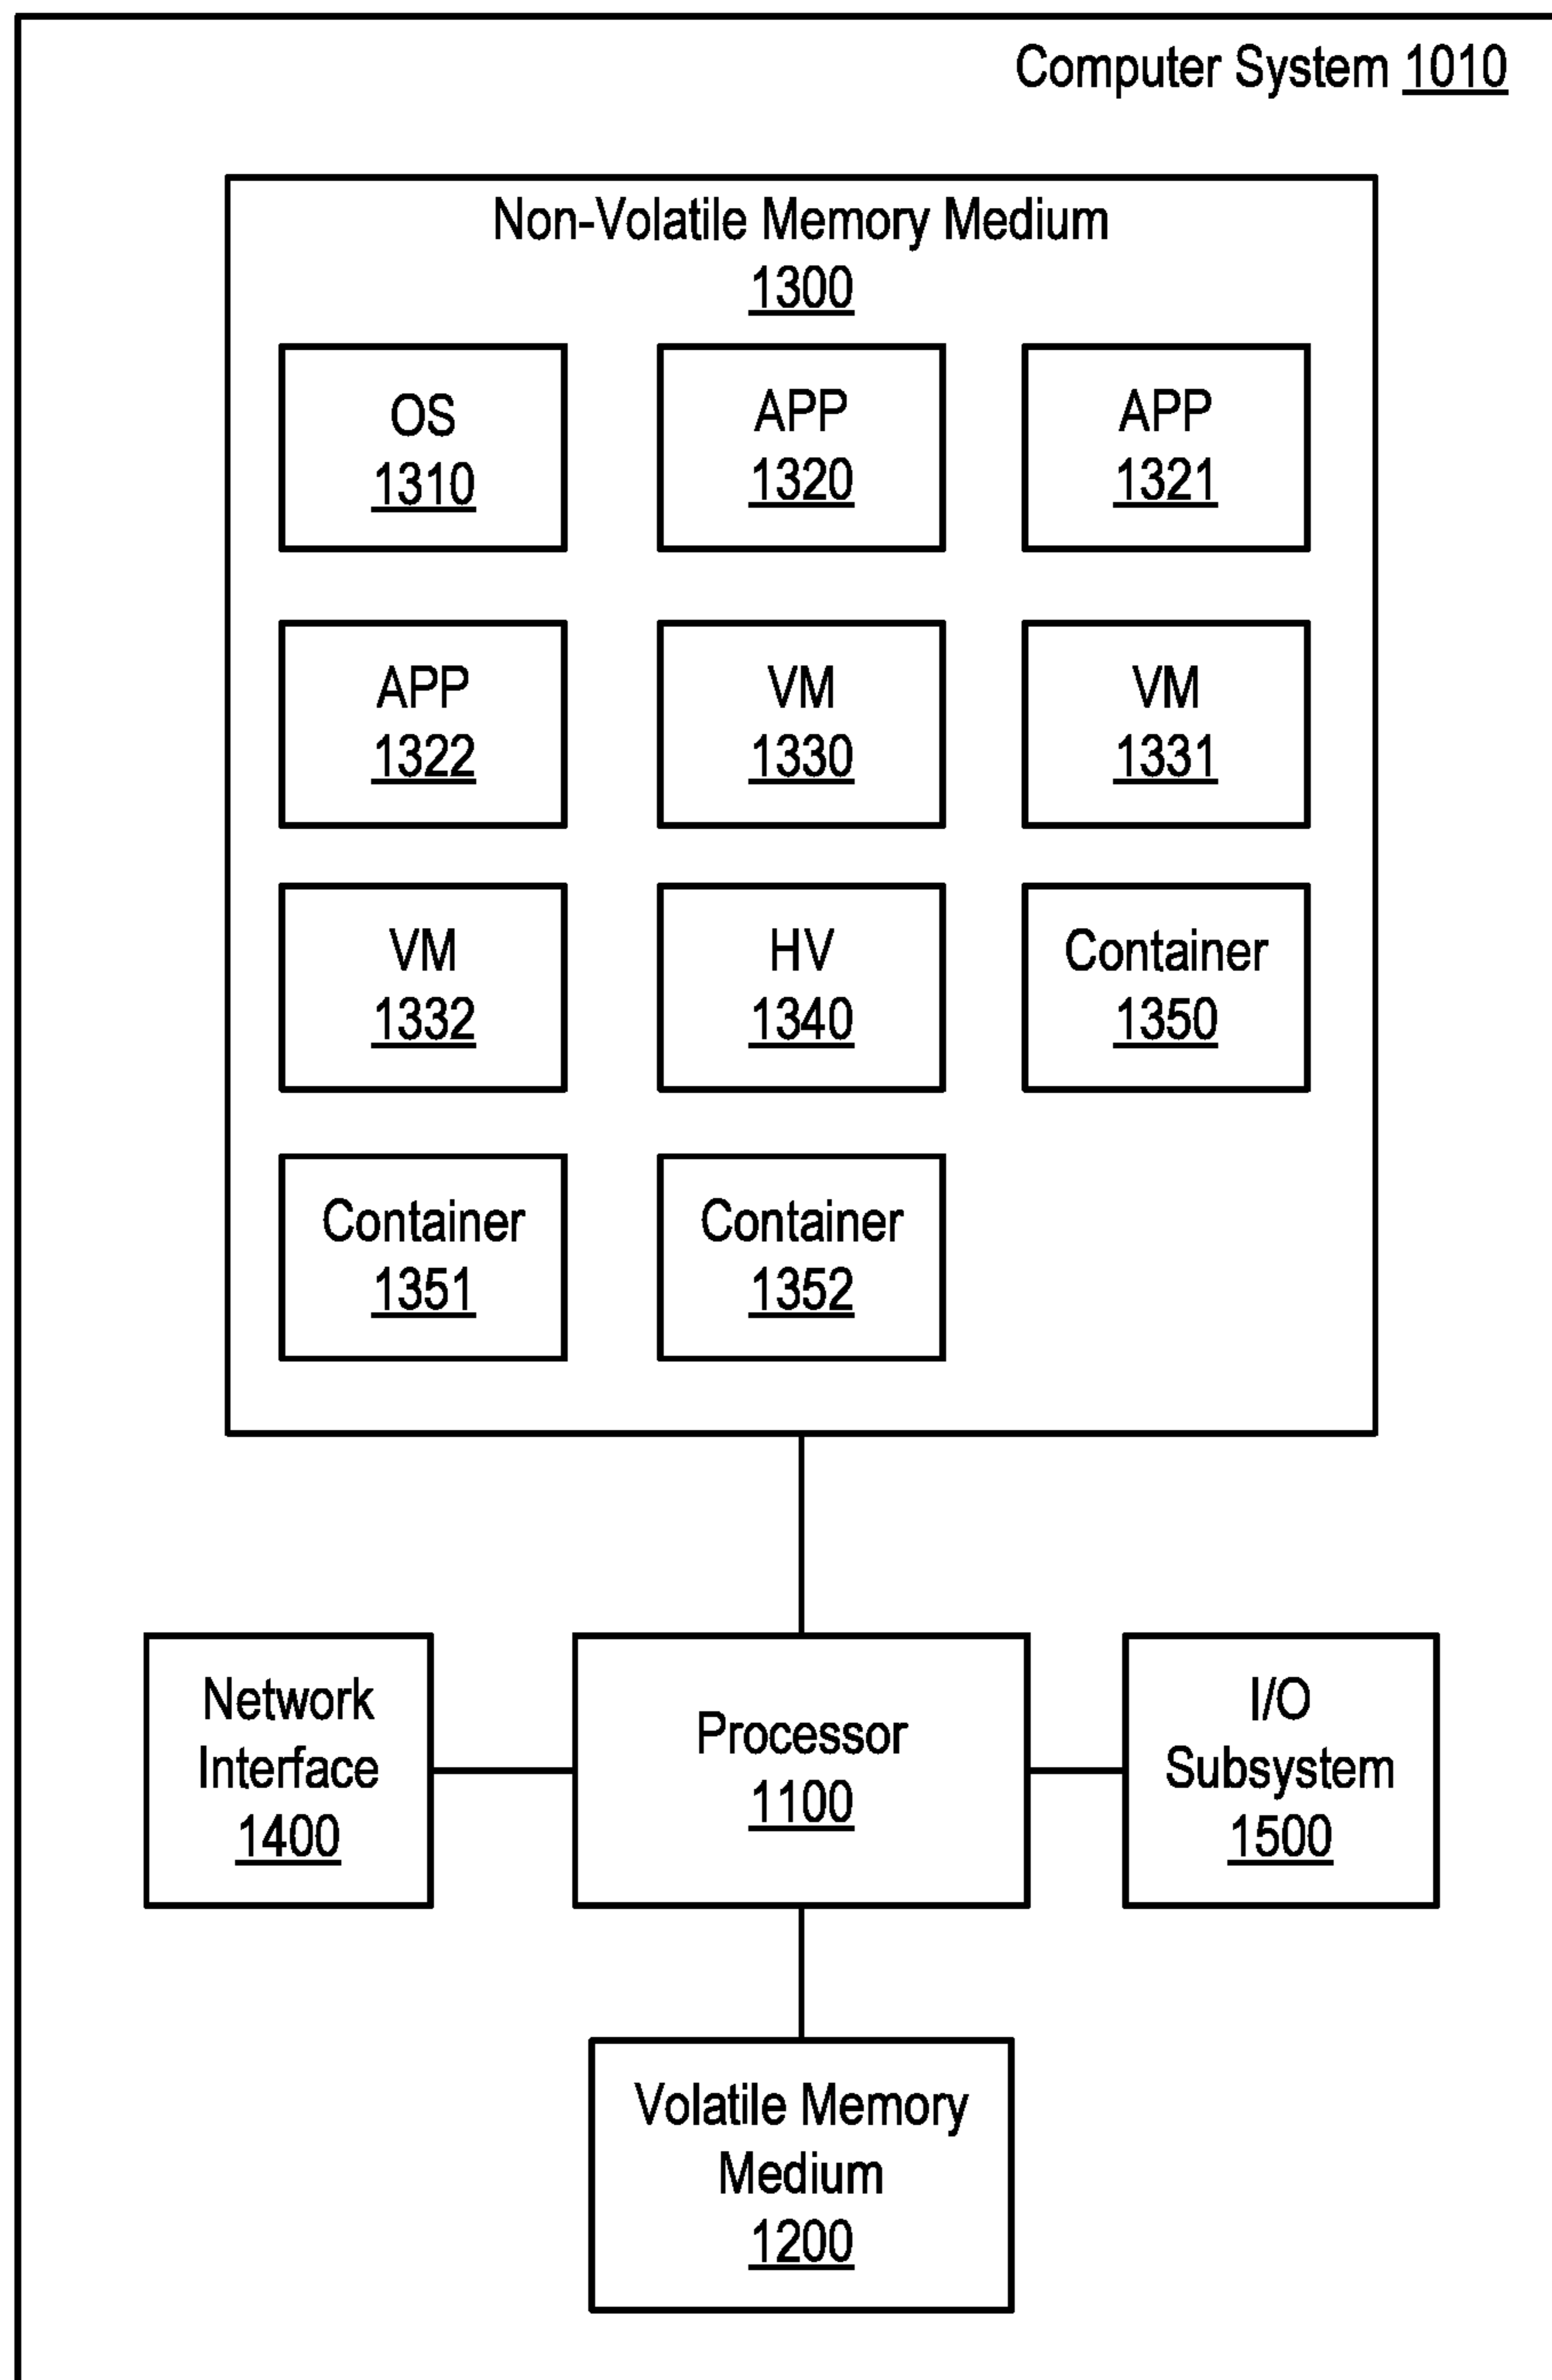 Computer System 1010
Non-Volatile Memory Medium
1300
OS
1310
APP
1320
APP
1321
APP
1322
VM
1330
VM
1331
VM
1332
HV
1340
Container
1350
Container
1351
Container
1352
Network
Interface
1400
Processor
1100
I/O
Subsystem
1500
Volatile Memory
Medium
1200